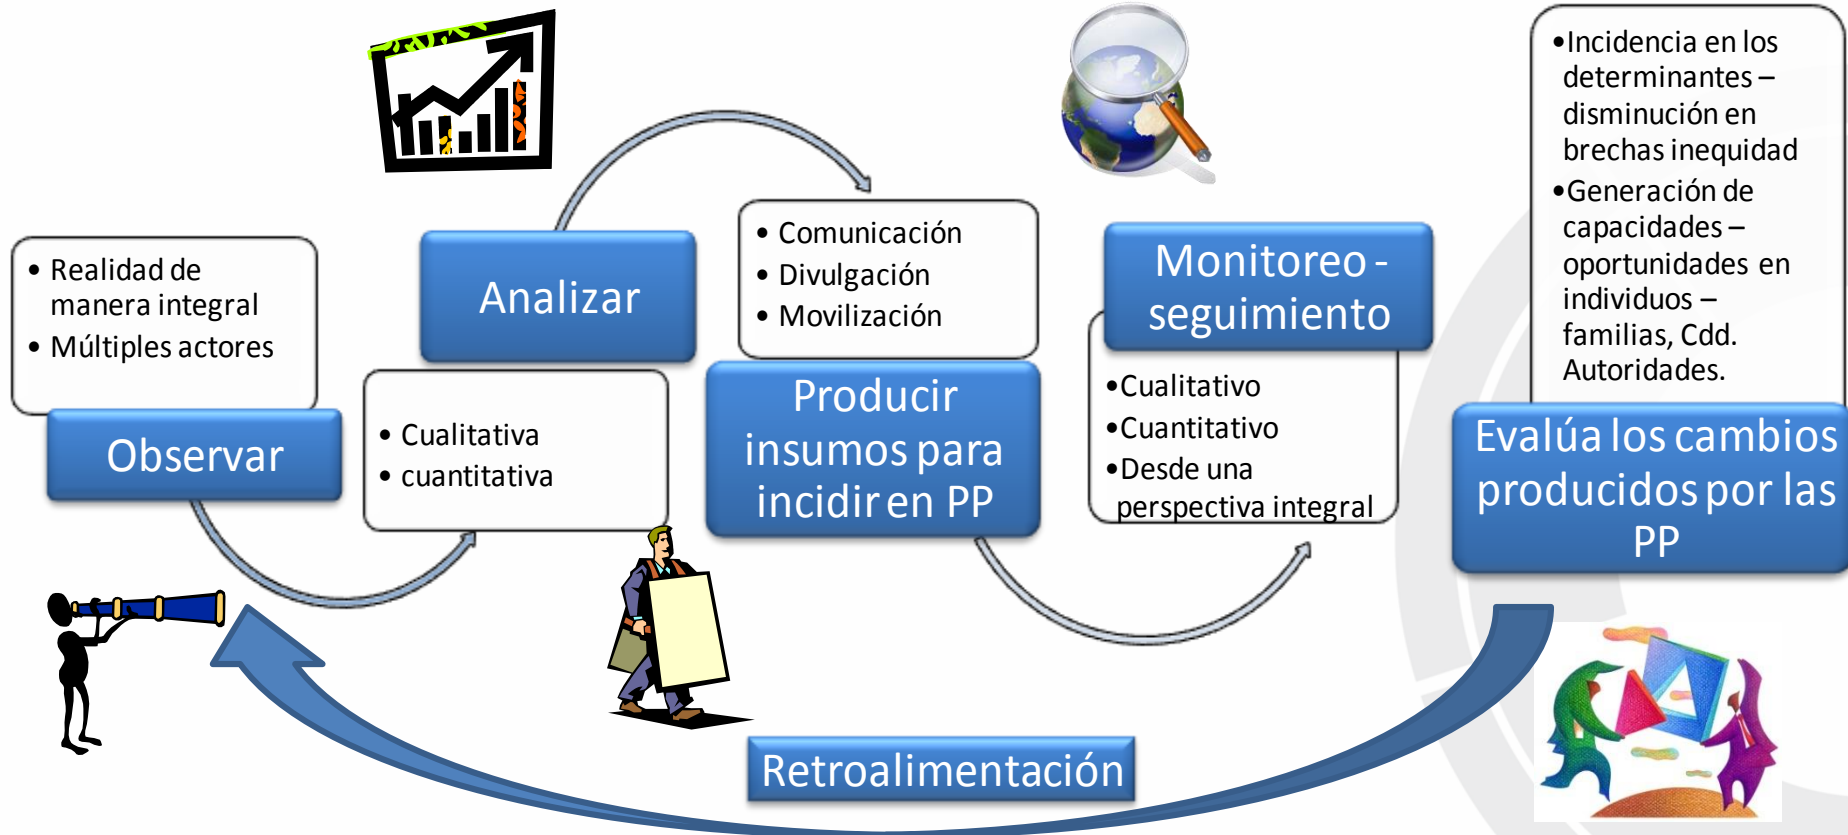 • Realidad de
manera integral
• Múltiples actores
Observar
Analizar
• Cualitativa
• cuantitativa
• Comunicación
• Divulgación
• Movilización
Producir
insumos para
incidir en PP
Monitoreo -
seguimiento
•Cualitativo
•Cuantitativo
•Desde una
perspectiva integral
•Incidencia en los
determinantes –
disminución en
brechas inequidad
•Generación de
capacidades –
oportunidades en
individuos –
familias, Cdd.
Autoridades.
Evalúa los cambios
producidos por las
PP
Retroalimentación